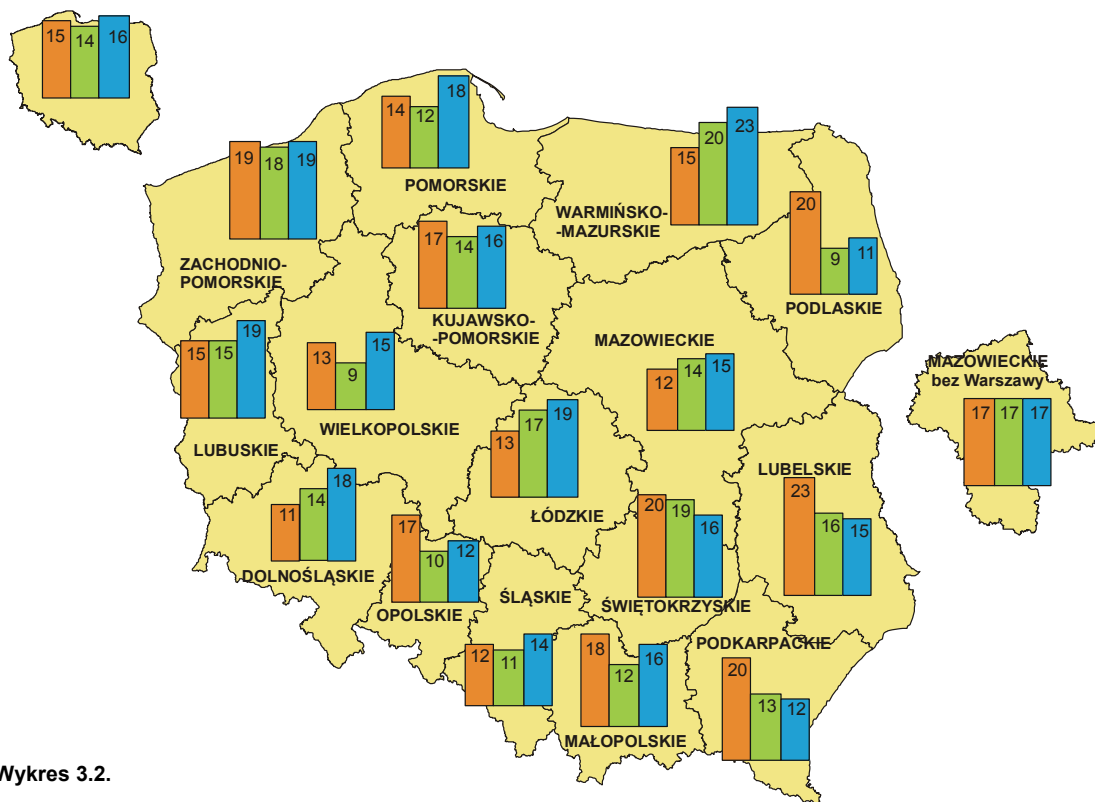 15 14 16
14 12 18
POMORSKIE
19 18 19
ZACHODNIO-
POMORSKIE
15 20 23
WARMIŃSKO-
-MAZURSKIE
20 9 11
PODLASKIE
17 14 16
KUJAWSKO-
-POMORSKIE
15 15 19
LUBUSKIE
13 9 15
WIELKOPOLSKIE
MAZOWIECKIE
12 14 15
MAZOWIECKIE
bez Warszawy
17 17 17
13 17 19
ŁÓDZKIE
LUBELSKIE
23 16 15
11 14 18
DOLNOŚLĄSKIE
17 10 12
OPOLSKIE
20 19 16
ŚWIĘTOKRZYSKIE
ŚLĄSKIE
12 11 14
18 12 16
MAŁOPOLSKIE
PODKARPACKIE
20 13 12
Wykres 3.2.